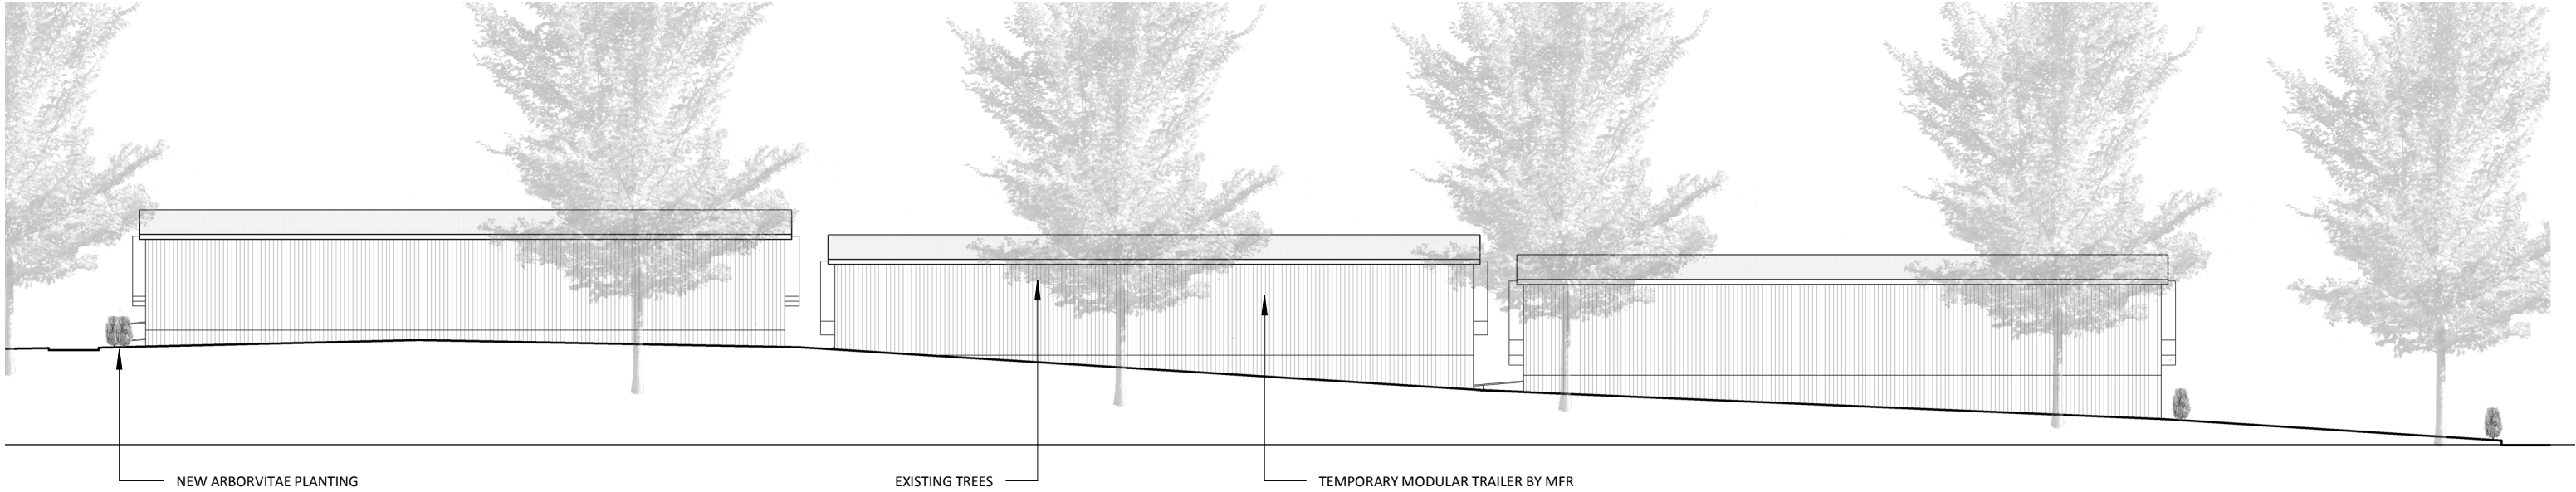 NEW ARBORVITAE PLANTING
EXISTING TREES
TEMPORARY MODULAR TRAILER BY MFR